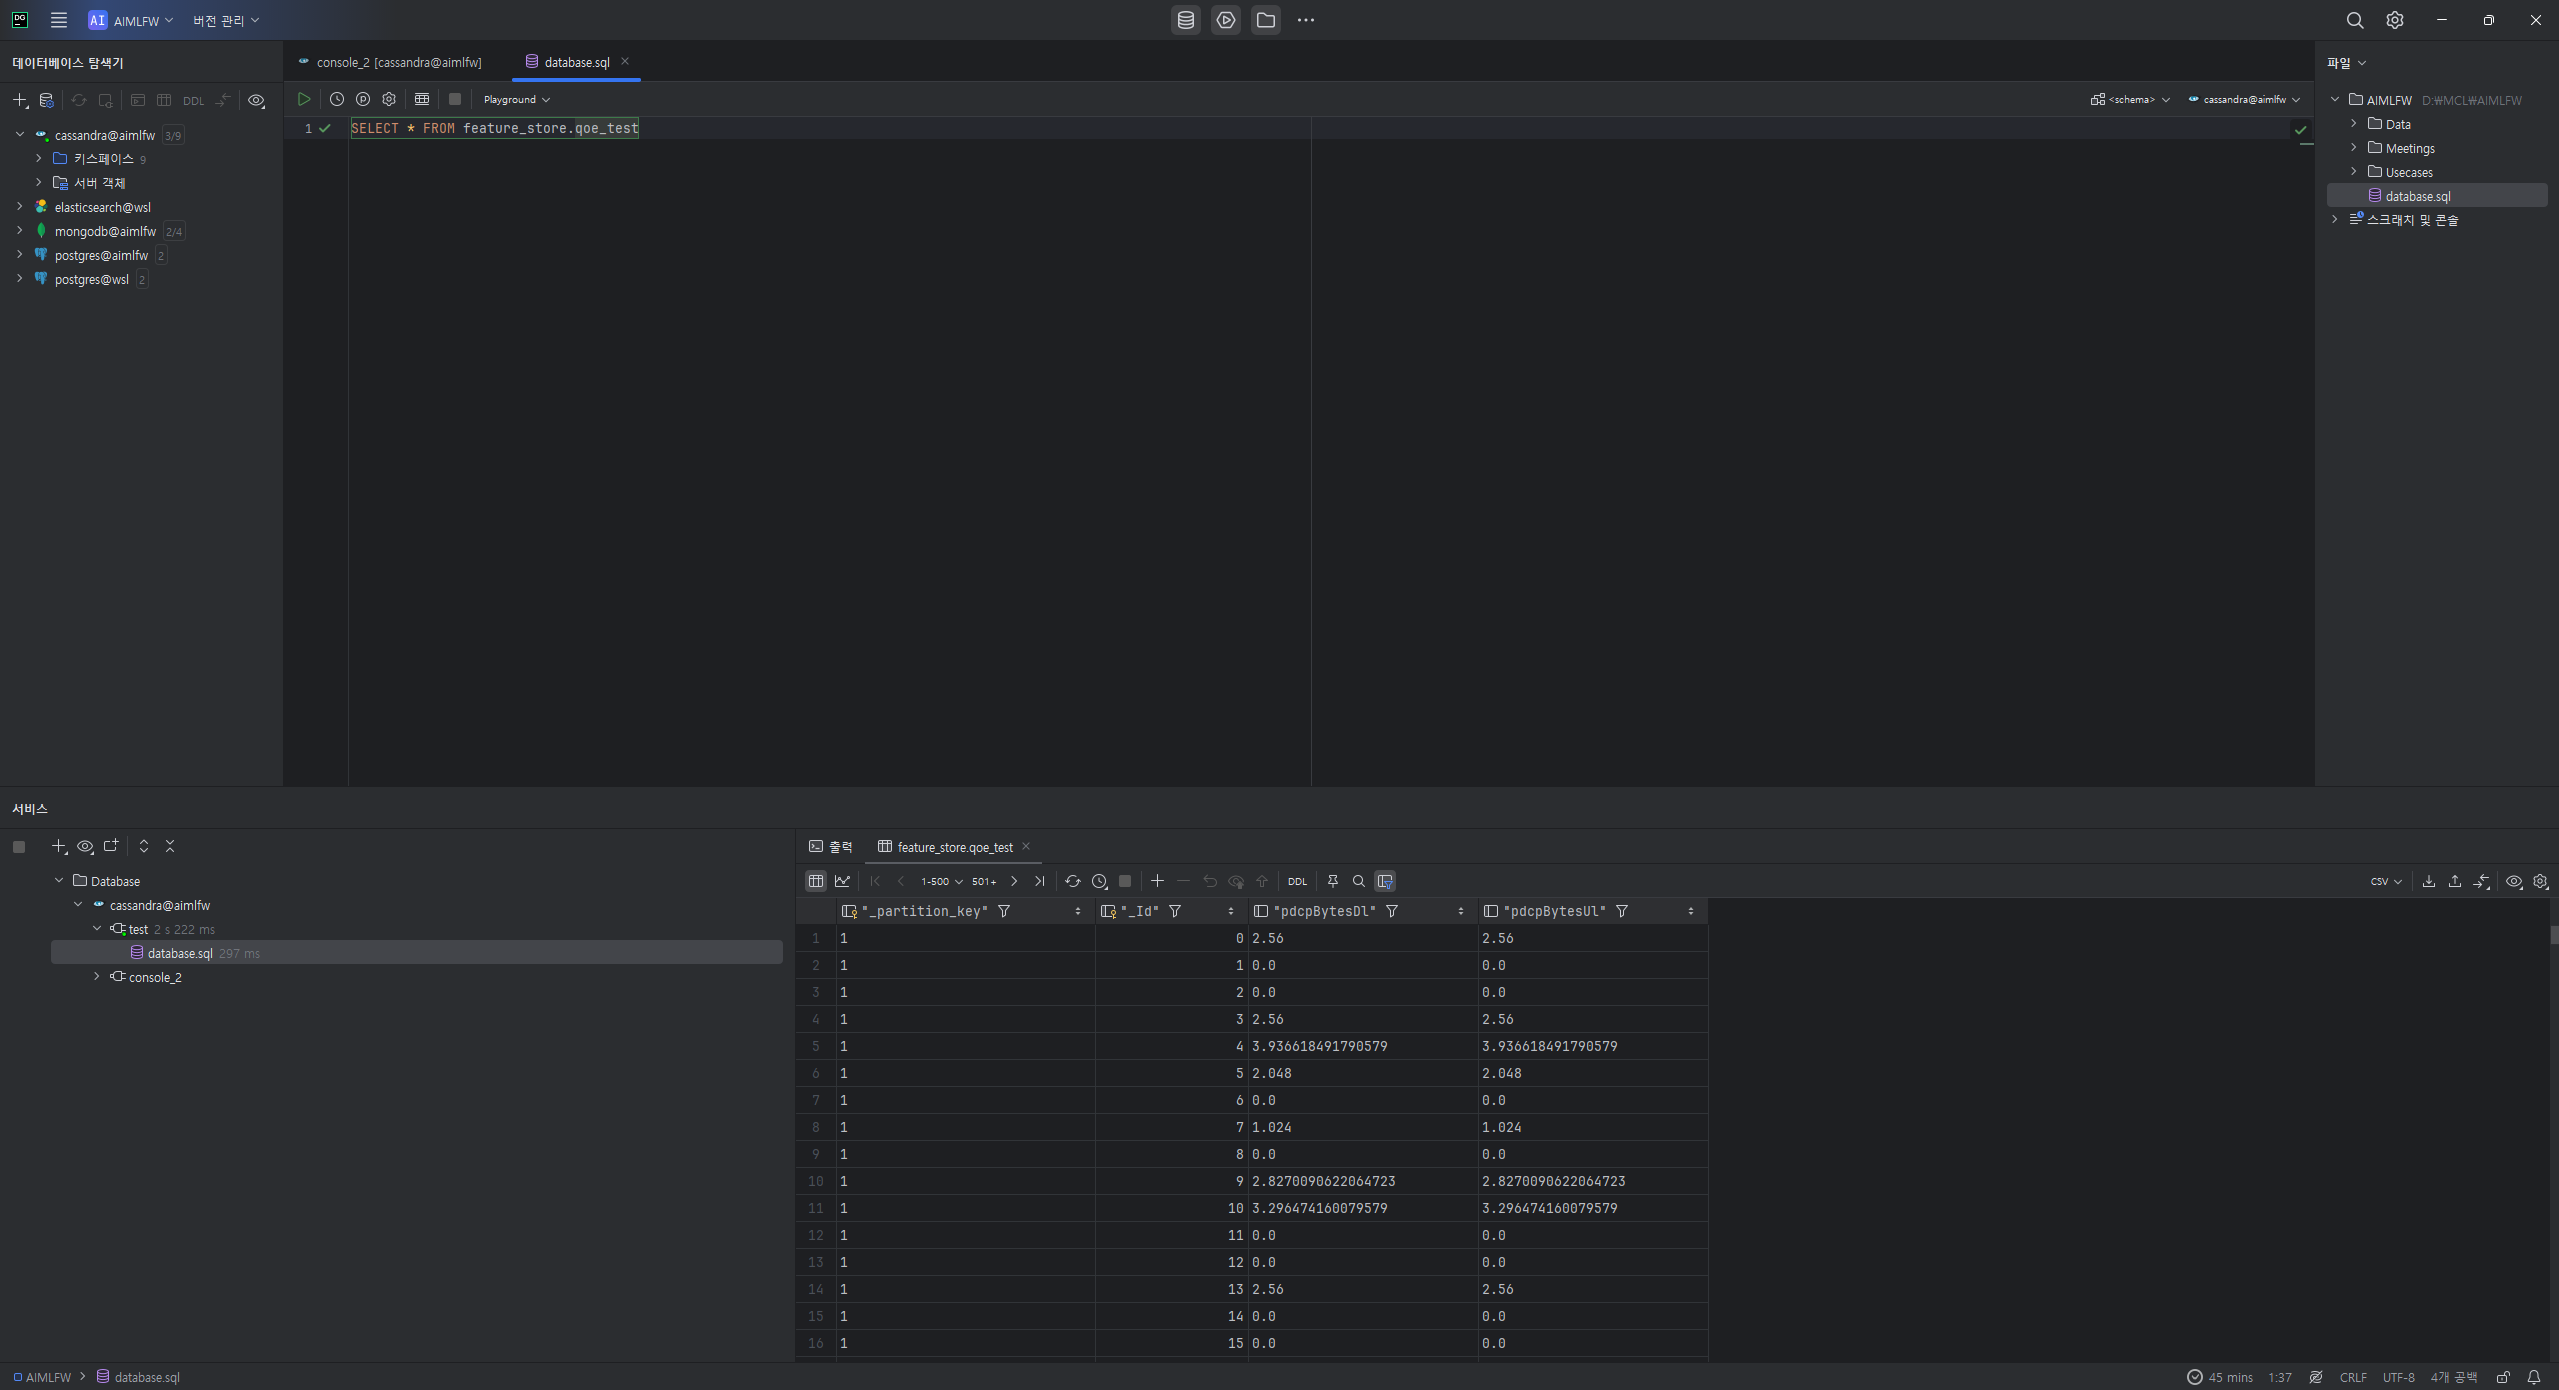 DG
AI AIMLFW 버전 관리
데이터베이스 탐색기
console_2 [cassandra@aimlfw] database.sql
파일
DDL
Playground
<schema> cassandra@aimlfw
1 SELECT * FROM feature_store.qoe_test
cassandra@aimlfw 3/9
키스페이스 9
서버 객체
elasticsearch@wsl
mongodb@aimlfw 2/4
postgres@aimlfw 2
postgres@wsl 2
AIMLFW D:₩MCL₩AIMLFW
Data
Meetings
Usecases
database.sql
스크래치 및 콘솔
서비스
Database
cassandra@aimlfw
test 2 s 222 ms
database.sql 297 ms
console_2
출력 feature_store.qoe_test
1-500 501+ DDL CSV
"_partition_key" "_Id" "pdcpBytesDl" "pdcpBytesUl"
1 1 0 2.56 2.56
2 1 1 0.0 0.0
3 1 2 0.0 0.0
4 1 3 2.56 2.56
5 1 4 3.936618491790579 3.936618491790579
6 1 5 2.048 2.048
7 1 6 0.0 0.0
8 1 7 1.024 1.024
9 1 8 0.0 0.0
10 1 9 2.8270090622064723 2.8270090622064723
11 1 10 3.296474160079579 3.296474160079579
12 1 11 0.0 0.0
13 1 12 0.0 0.0
14 1 13 2.56 2.56
15 1 14 0.0 0.0
16 1 15 0.0 0.0
AIMLFW database.sql
45 mins 1:37 CRLF UTF-8 4개 공백